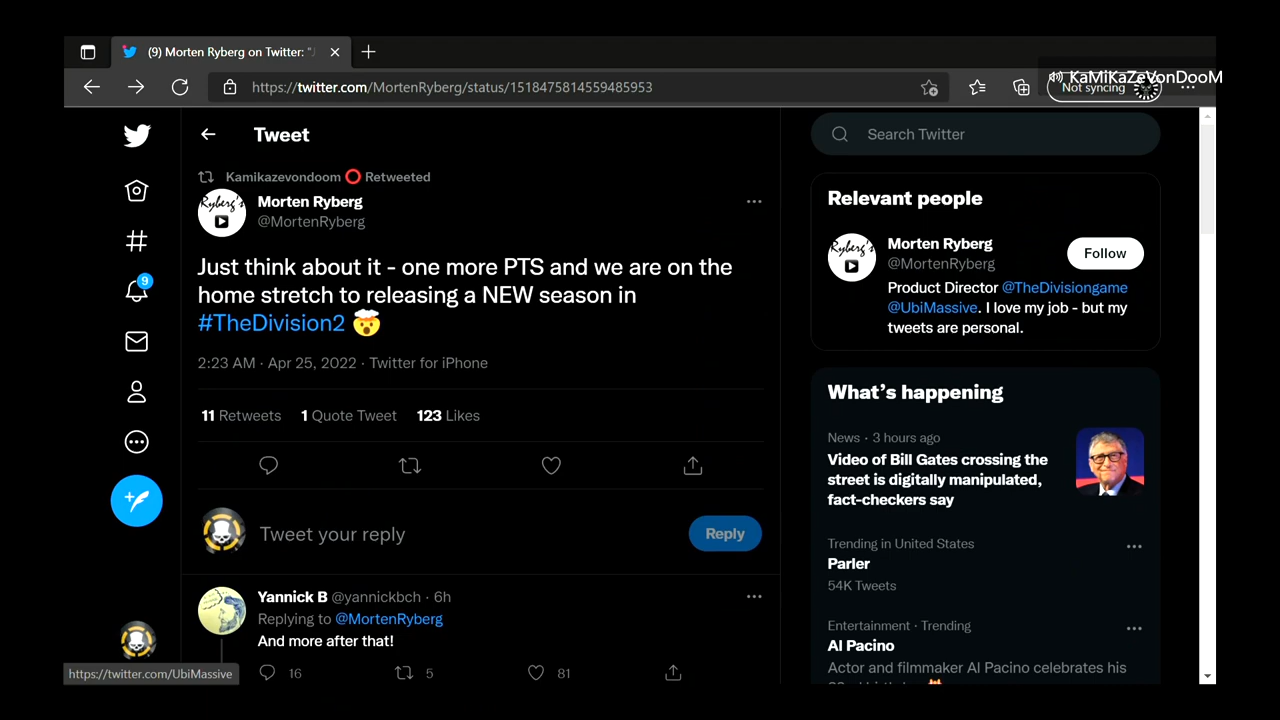 (9) Morten Ryberg on Twitter: "J
https://twitter.com/MortenRyberg/status/1518475814559485953
KaMiKaZeVonDooM
Not syncing
Tweet
Search Twitter
Kamikazevondoom ⭕ Retweeted
Ryberg's
Morten Ryberg
@MortenRyberg
Just think about it - one more PTS and we are on the
home stretch to releasing a NEW season in
#TheDivision2 🤯
2:23 AM · Apr 25, 2022 · Twitter for iPhone
11 Retweets 1 Quote Tweet 123 Likes
Tweet your reply
Reply
Yannick B @yannickbch · 6h
Replying to @MortenRyberg
And more after that!
16 5 81
9
https://twitter.com/UbiMassive
Relevant people
Ryberg's
Morten Ryberg
@MortenRyberg
Follow
Product Director @TheDivisiongame
@UbiMassive. I love my job - but my
tweets are personal.
What's happening
News · 3 hours ago
Video of Bill Gates crossing the
street is digitally manipulated,
fact-checkers say
Trending in United States
Parler
54K Tweets
Entertainment · Trending
Al Pacino
Actor and filmmaker Al Pacino celebrates his